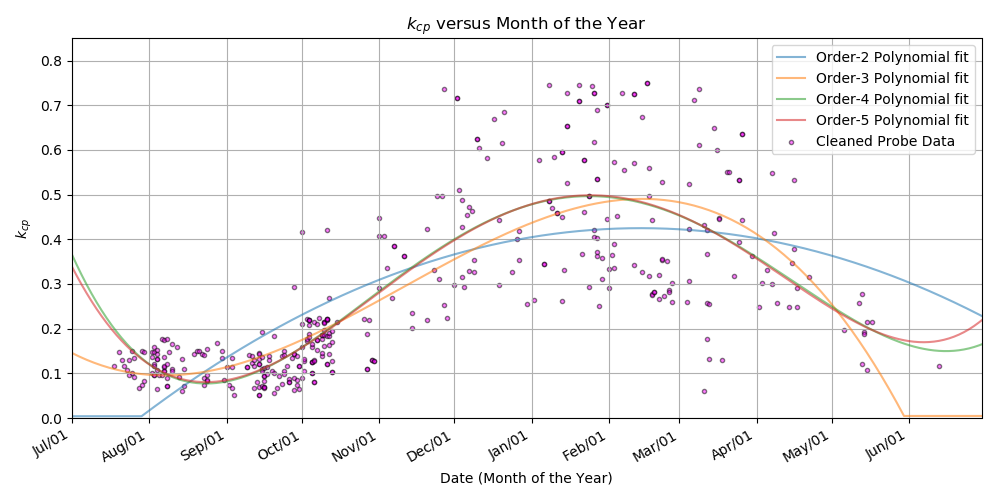 k_cp versus Month of the Year
0.8
0.7
0.6
0.5
0.4
0.3
0.2
0.1
0.0
k_cp
Order-2 Polynomial fit
Order-3 Polynomial fit
Order-4 Polynomial fit
Order-5 Polynomial fit
Cleaned Probe Data
Jul/01 Aug/01 Sep/01 Oct/01 Nov/01 Dec/01 Jan/01 Feb/01 Mar/01 Apr/01 May/01 Jun/01
Date (Month of the Year)